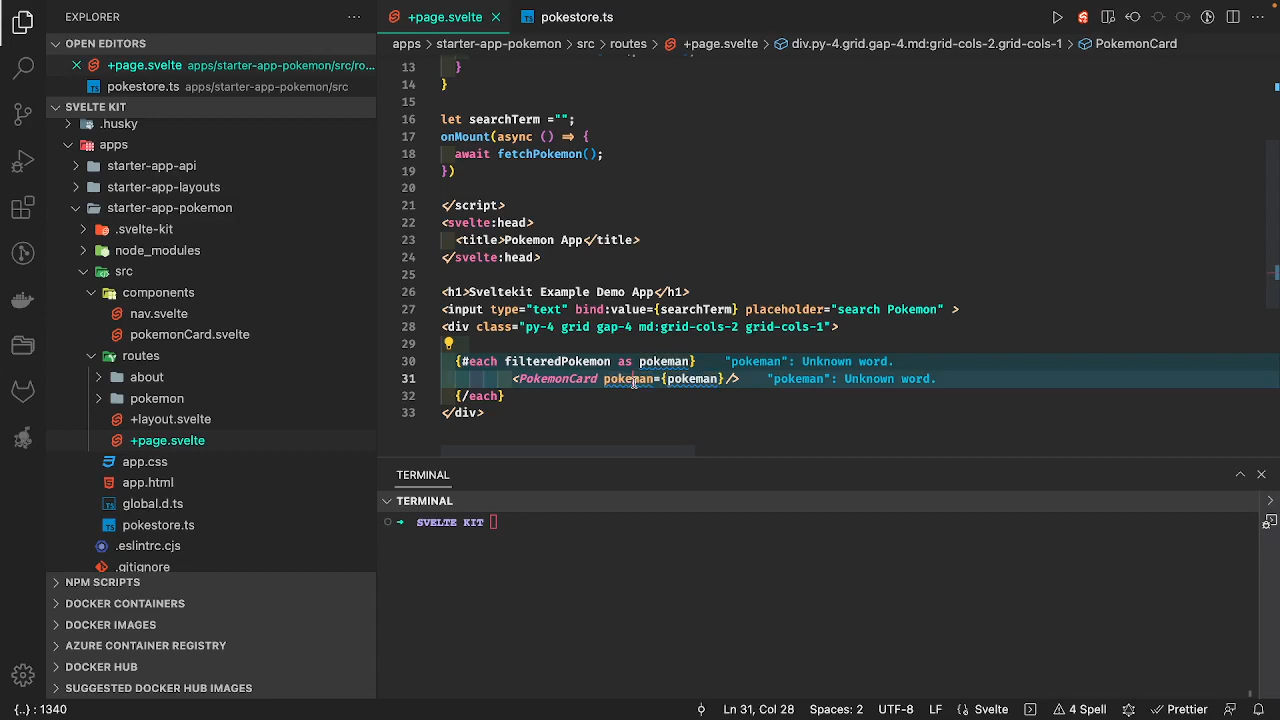 EXPLORER
OPEN EDITORS
+page.svelte apps/starter-app-pokemon/src/ro...
pokestore.ts apps/starter-app-pokemon/src
SVELTE KIT
.husky
apps
starter-app-api
starter-app-layouts
starter-app-pokemon
.svelte-kit
node_modules
src
components
nav.svelte
pokemonCard.svelte
routes
about
pokemon
+layout.svelte
+page.svelte
app.css
app.html
global.d.ts
pokestore.ts
.eslintrc.cjs
.gitignore
NPM SCRIPTS
DOCKER CONTAINERS
DOCKER IMAGES
AZURE CONTAINER REGISTRY
DOCKER HUB
SUGGESTED DOCKER HUB IMAGES
+page.svelte
pokestore.ts
apps > starter-app-pokemon > src > routes > +page.svelte > div.py-4.grid.gap-4.md:grid-cols-2.grid-cols-1 > PokemonCard
13 }
14 }
15
16 let searchTerm ="";
17 onMount(async () => {
18 await fetchPokemon();
19 })
20
21 </script>
22 <svelte:head>
23 <title>Pokemon App</title>
24 </svelte:head>
25
26 <h1>Sveltekit Example Demo App</h1>
27 <input type="text" bind:value={searchTerm} placeholder="search Pokemon" >
28 <div class="py-4 grid gap-4 md:grid-cols-2 grid-cols-1">
29
30 {#each filteredPokemon as pokeman} "pokeman": Unknown word.
31 <PokemonCard pokeman={pokeman}/> "pokeman": Unknown word.
32 {/each}
33 </div>
TERMINAL
TERMINAL
SVELTE KIT
{..} : 1340
Ln 31, Col 28
Spaces: 2
UTF-8
LF
Svelte
4 Spell
Prettier